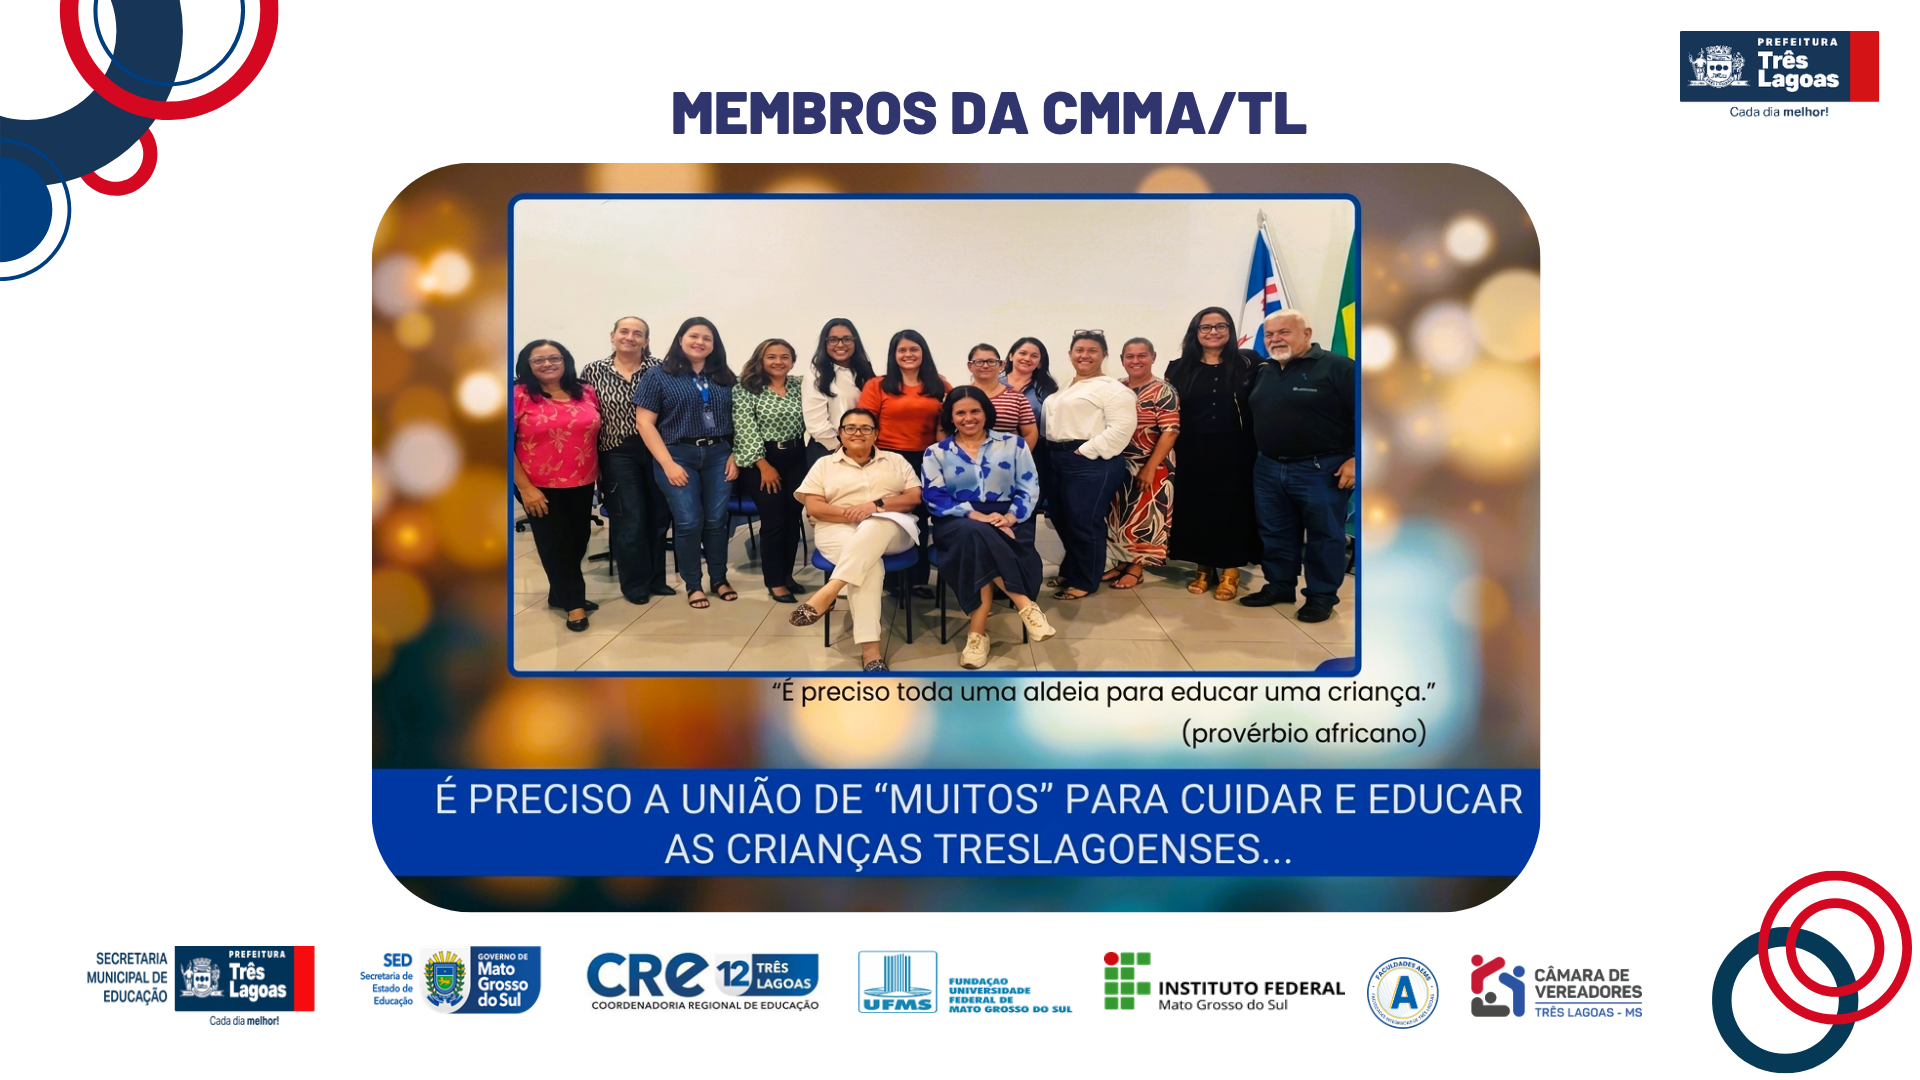 PREFEITURA
Três
Lagoas
Cada dia melhor!
MEMBROS DA CMMA/TL
“É preciso toda uma aldeia para educar uma criança.”
(provérbio africano)
É PRECISO A UNIÃO DE “MUITOS” PARA CUIDAR E EDUCAR
AS CRIANÇAS TRESLAGOENSES...
SECRETARIA
MUNICIPAL DE
EDUCAÇÃO
PREFEITURA
Três
Lagoas
Cada dia melhor!
SED
Secretaria de
Estado de
Educação
GOVERNO DE
Mato
Grosso
do Sul
CRe 12 TRÊS
LAGOAS
COORDENADORIA REGIONAL DE EDUCAÇÃO
UFMS
FUNDAÇAO
UNIVERSIDADE
FEDERAL DE
MATO GROSSO DO SUL
INSTITUTO FEDERAL
Mato Grosso do Sul
FACULDADES AEMS
A
CÂMARA DE
VEREADORES
TRÊS LAGOAS - MS